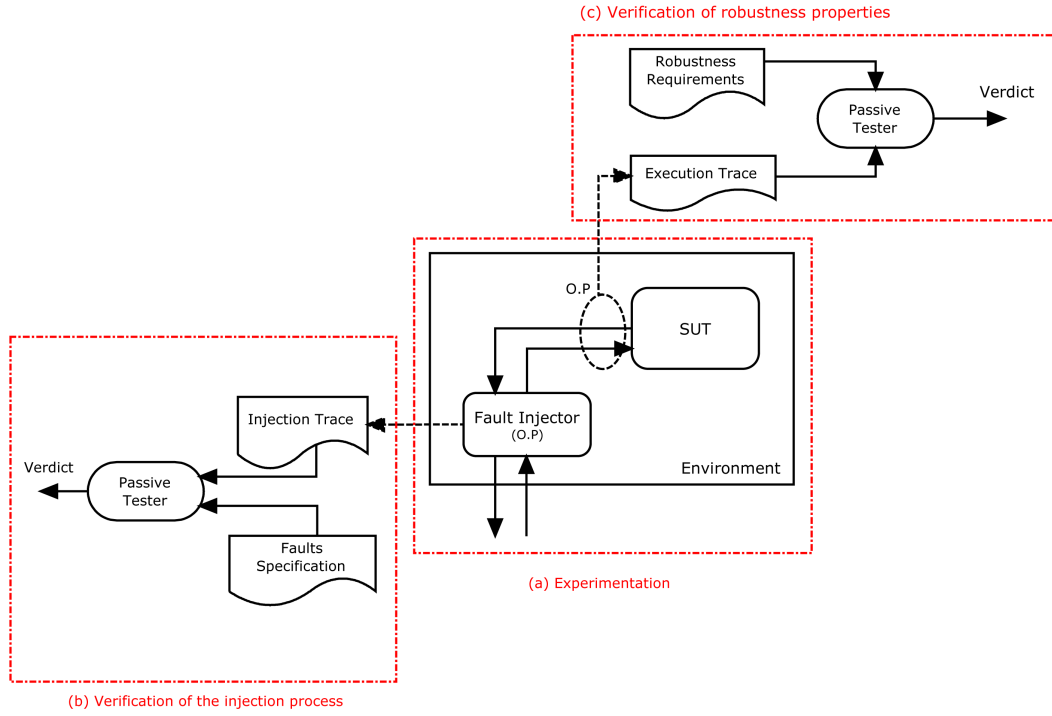 (c) Verification of robustness properties
Robustness
Requirements
Passive
Tester
Verdict
Execution Trace
O.P
SUT
Fault Injector
(O.P)
Environment
(a) Experimentation
Injection Trace
Verdict
Passive
Tester
Faults
Specification
(b) Verification of the injection process